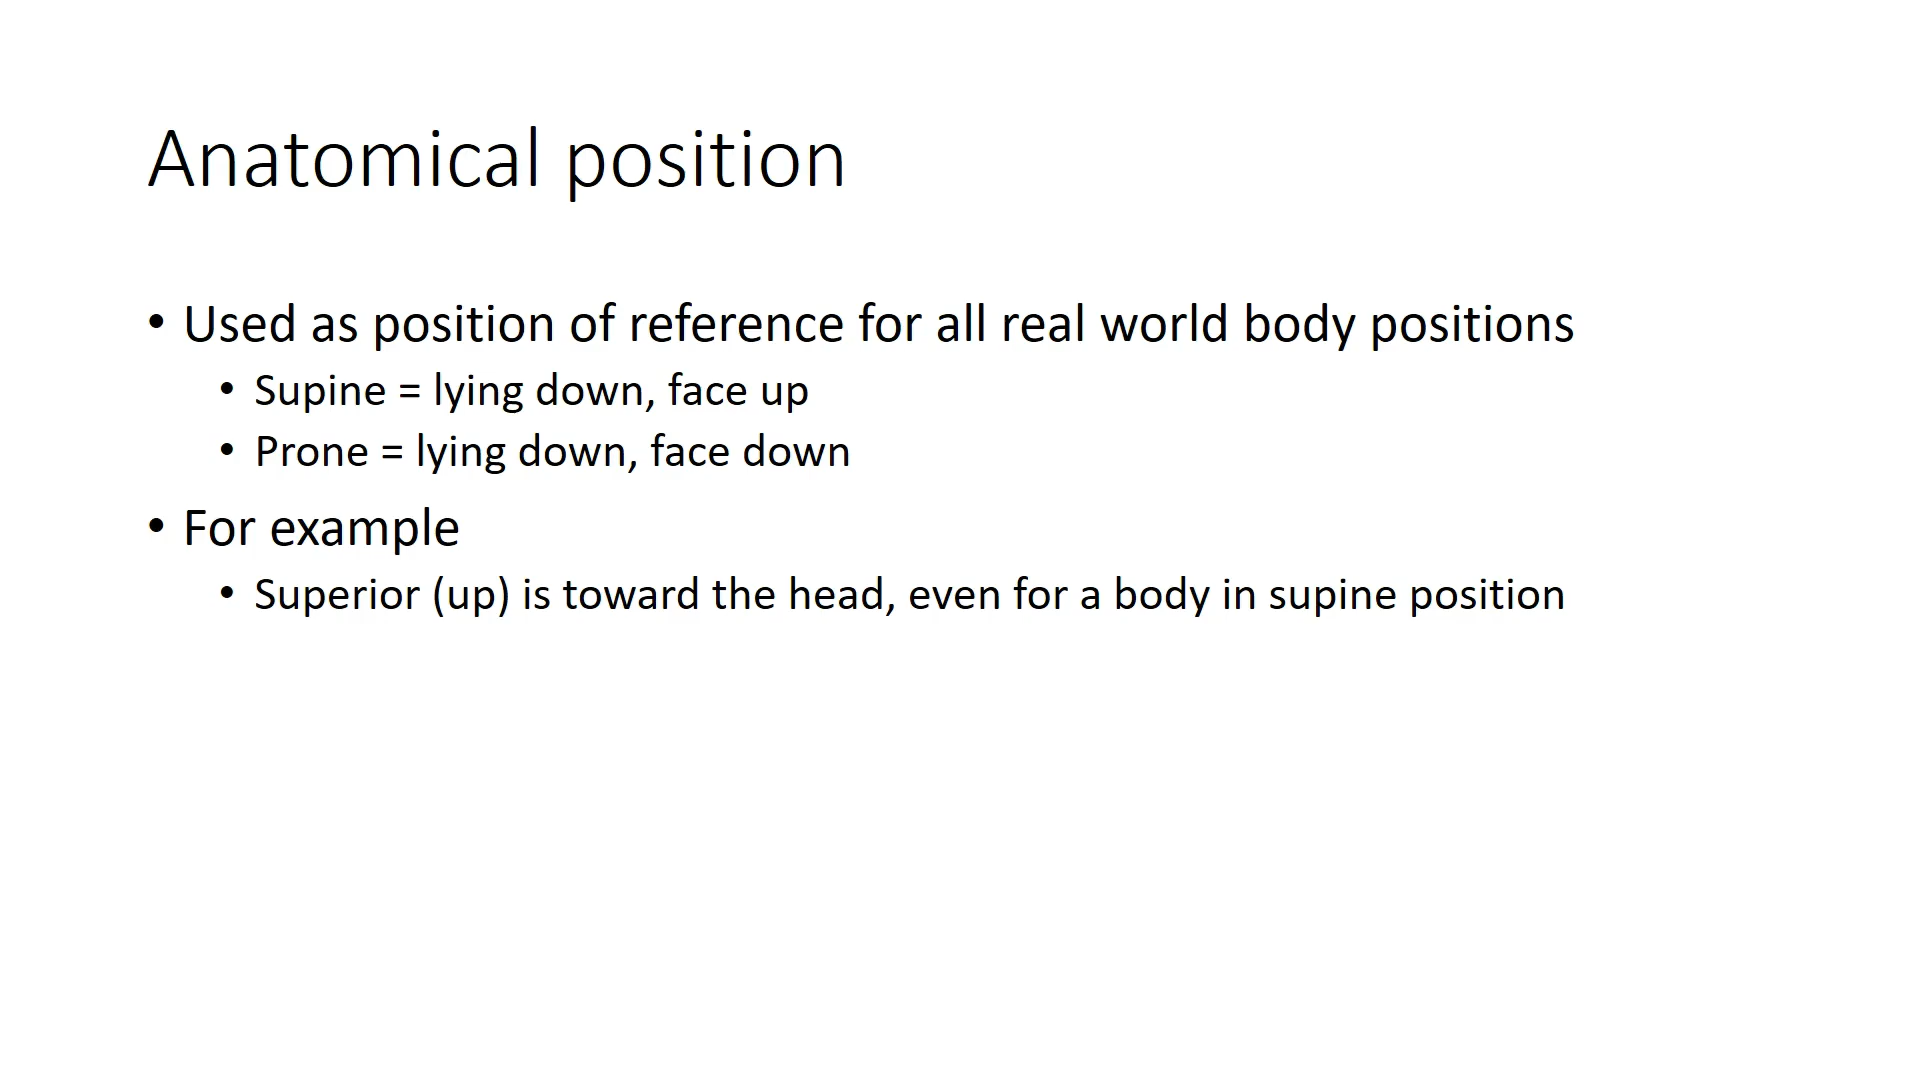 Anatomical position
• Used as position of reference for all real world body positions
• Supine = lying down, face up
• Prone = lying down, face down
• For example
• Superior (up) is toward the head, even for a body in supine position